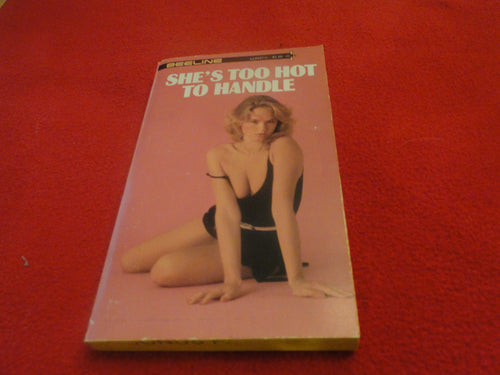 BEELINE
SHE'S TOO HOT
TO HANDLE